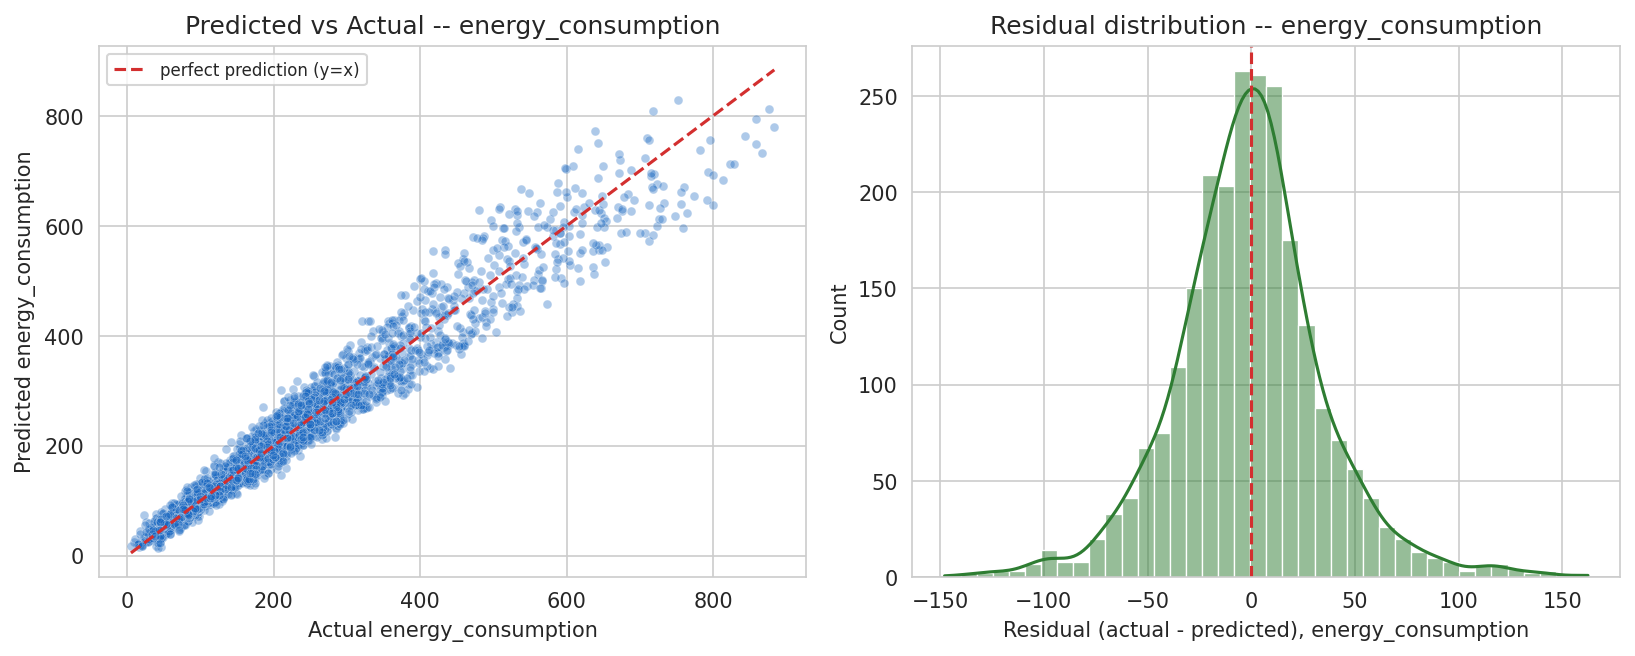 Predicted vs Actual -- energy_consumption
perfect prediction (y=x)
Predicted energy_consumption
800
600
400
200
0
0 200 400 600 800
Actual energy_consumption
Residual distribution -- energy_consumption
Count
250
200
150
100
50
0
−150 −100 −50 0 50 100 150
Residual (actual - predicted), energy_consumption